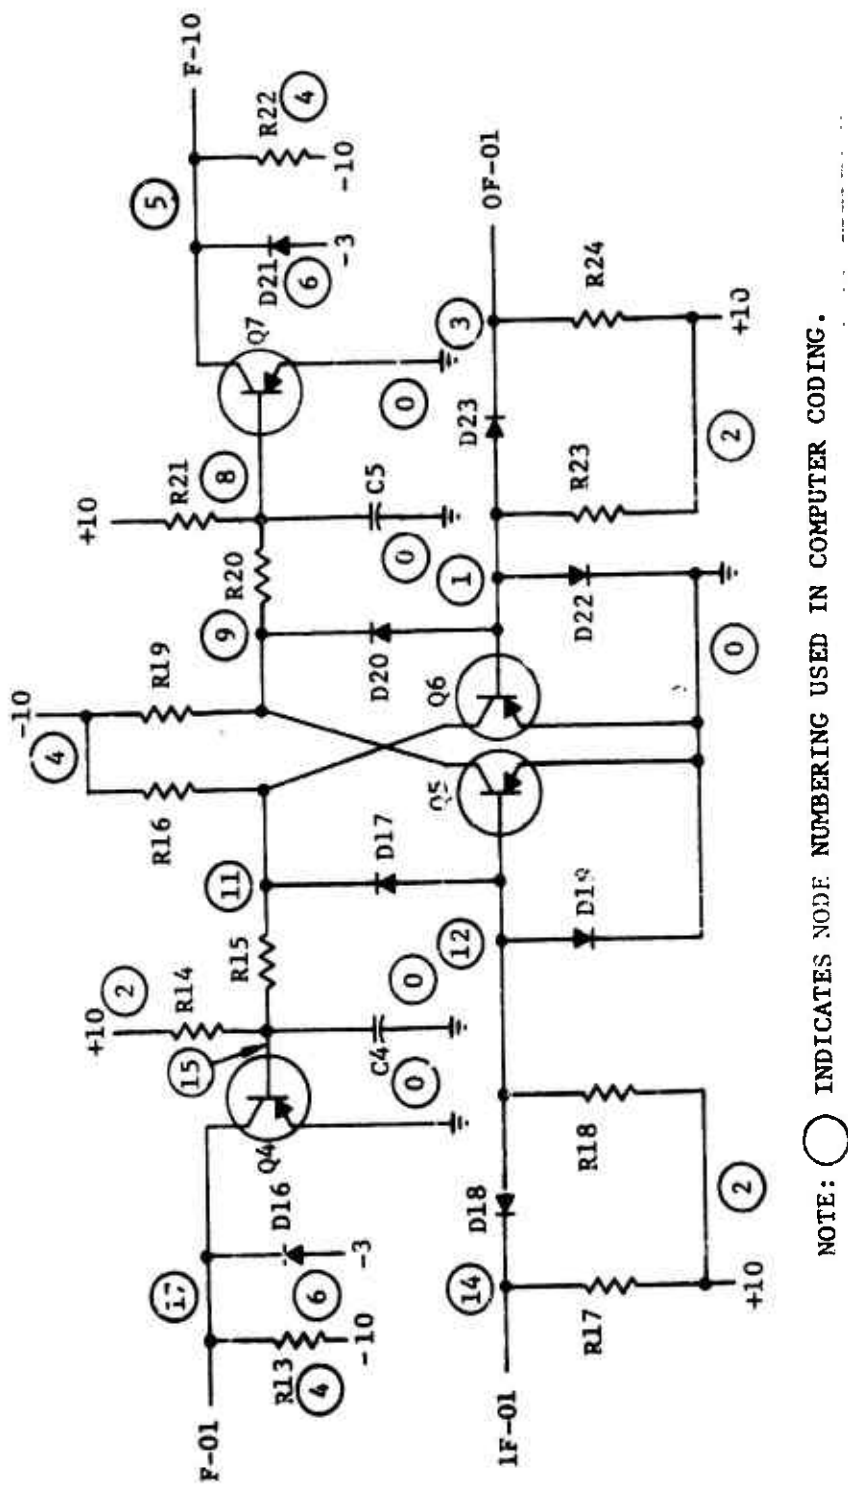 F-01
R13
4
-10
17
D16
6
-3
Q4
15
+10
2
R14
C4
0
0
R15
11
R16
4
-10
R19
9
R20
+10
R21
8
C5
0
Q7
0
5
D21
6
-3
R22
4
-10
F-10
1F-01
14
R17
+10
D18
2
R18
12
D19
D17
Q5
Q6
D20
0
1
D22
R23
D23
2
3
R24
+10
0F-01
NOTE: INDICATES NODE NUMBERING USED IN COMPUTER CODING.